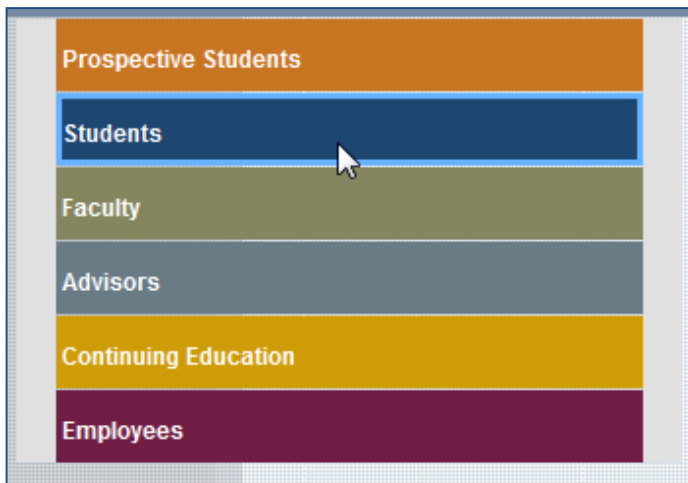 Prospective Students
Students
Faculty
Advisors
Continuing Education
Employees